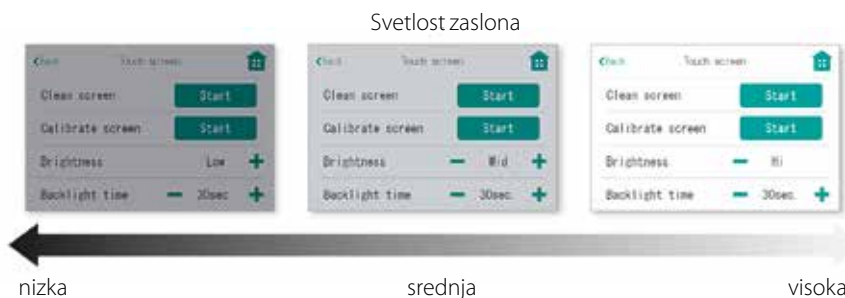 Svetlost zaslona
Back Touch screen
Clean screen Start
Calibrate screen Start
Brightness Low +
Backlight time − 30sec +
Back Touch screen
Clean screen Start
Calibrate screen Start
Brightness − Mid +
Backlight time − 30sec. +
Back Touch screen
Clean screen Start
Calibrate screen Start
Brightness − Hi
Backlight time − 30sec. +
nizka srednja visoka